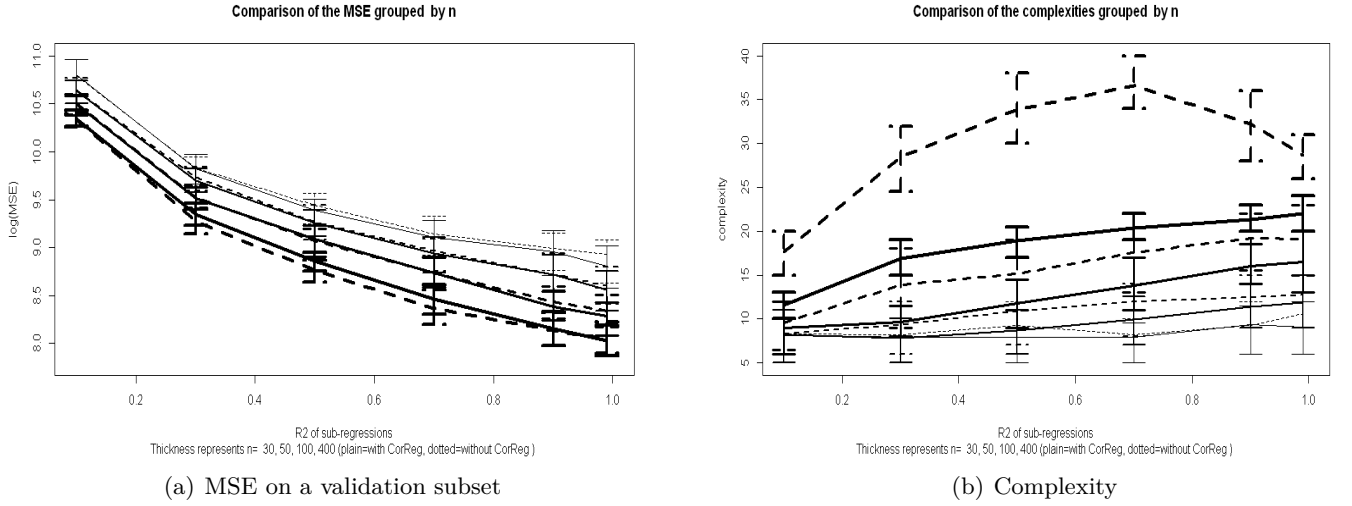 Comparison of the MSE grouped by n
log(MSE)
11.0
10.5
10.0
9.5
9.0
8.5
8.0
0.2 0.4 0.6 0.8 1.0
R2 of sub-regressions
Thickness represents n= 30, 50, 100, 400 (plain=with CorReg, dotted=without CorReg )
(a) MSE on a validation subset
Comparison of the complexities grouped by n
complexity
40
35
30
25
20
15
10
5
0.2 0.4 0.6 0.8 1.0
R2 of sub-regressions
Thickness represents n= 30, 50, 100, 400 (plain=with CorReg, dotted=without CorReg )
(b) Complexity